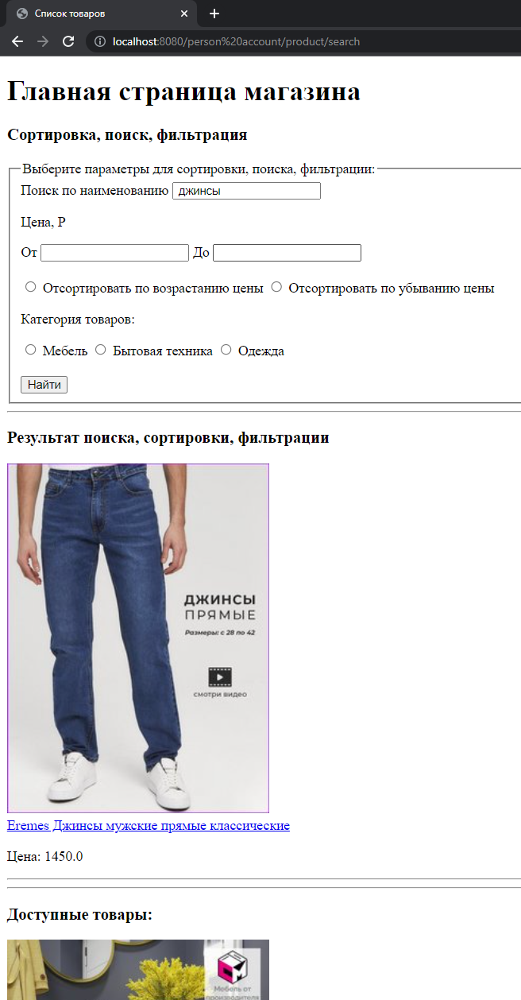 Список товаров
localhost:8080/person%20account/product/search
Главная страница магазина
Сортировка, поиск, фильтрация
Выберите параметры для сортировки, поиска, фильтрации:
Поиск по наименованию джинсы
Цена, Р
От До
Отсортировать по возрастанию цены Отсортировать по убыванию цены
Категория товаров:
Мебель Бытовая техника Одежда
Найти
Результат поиска, сортировки, фильтрации
ДЖИНСЫ
ПРЯМЫЕ
Размеры: с 28 по 42
смотри видео
Eremes Джинсы мужские прямые классические
Цена: 1450.0
Доступные товары:
Мебель от
производителя